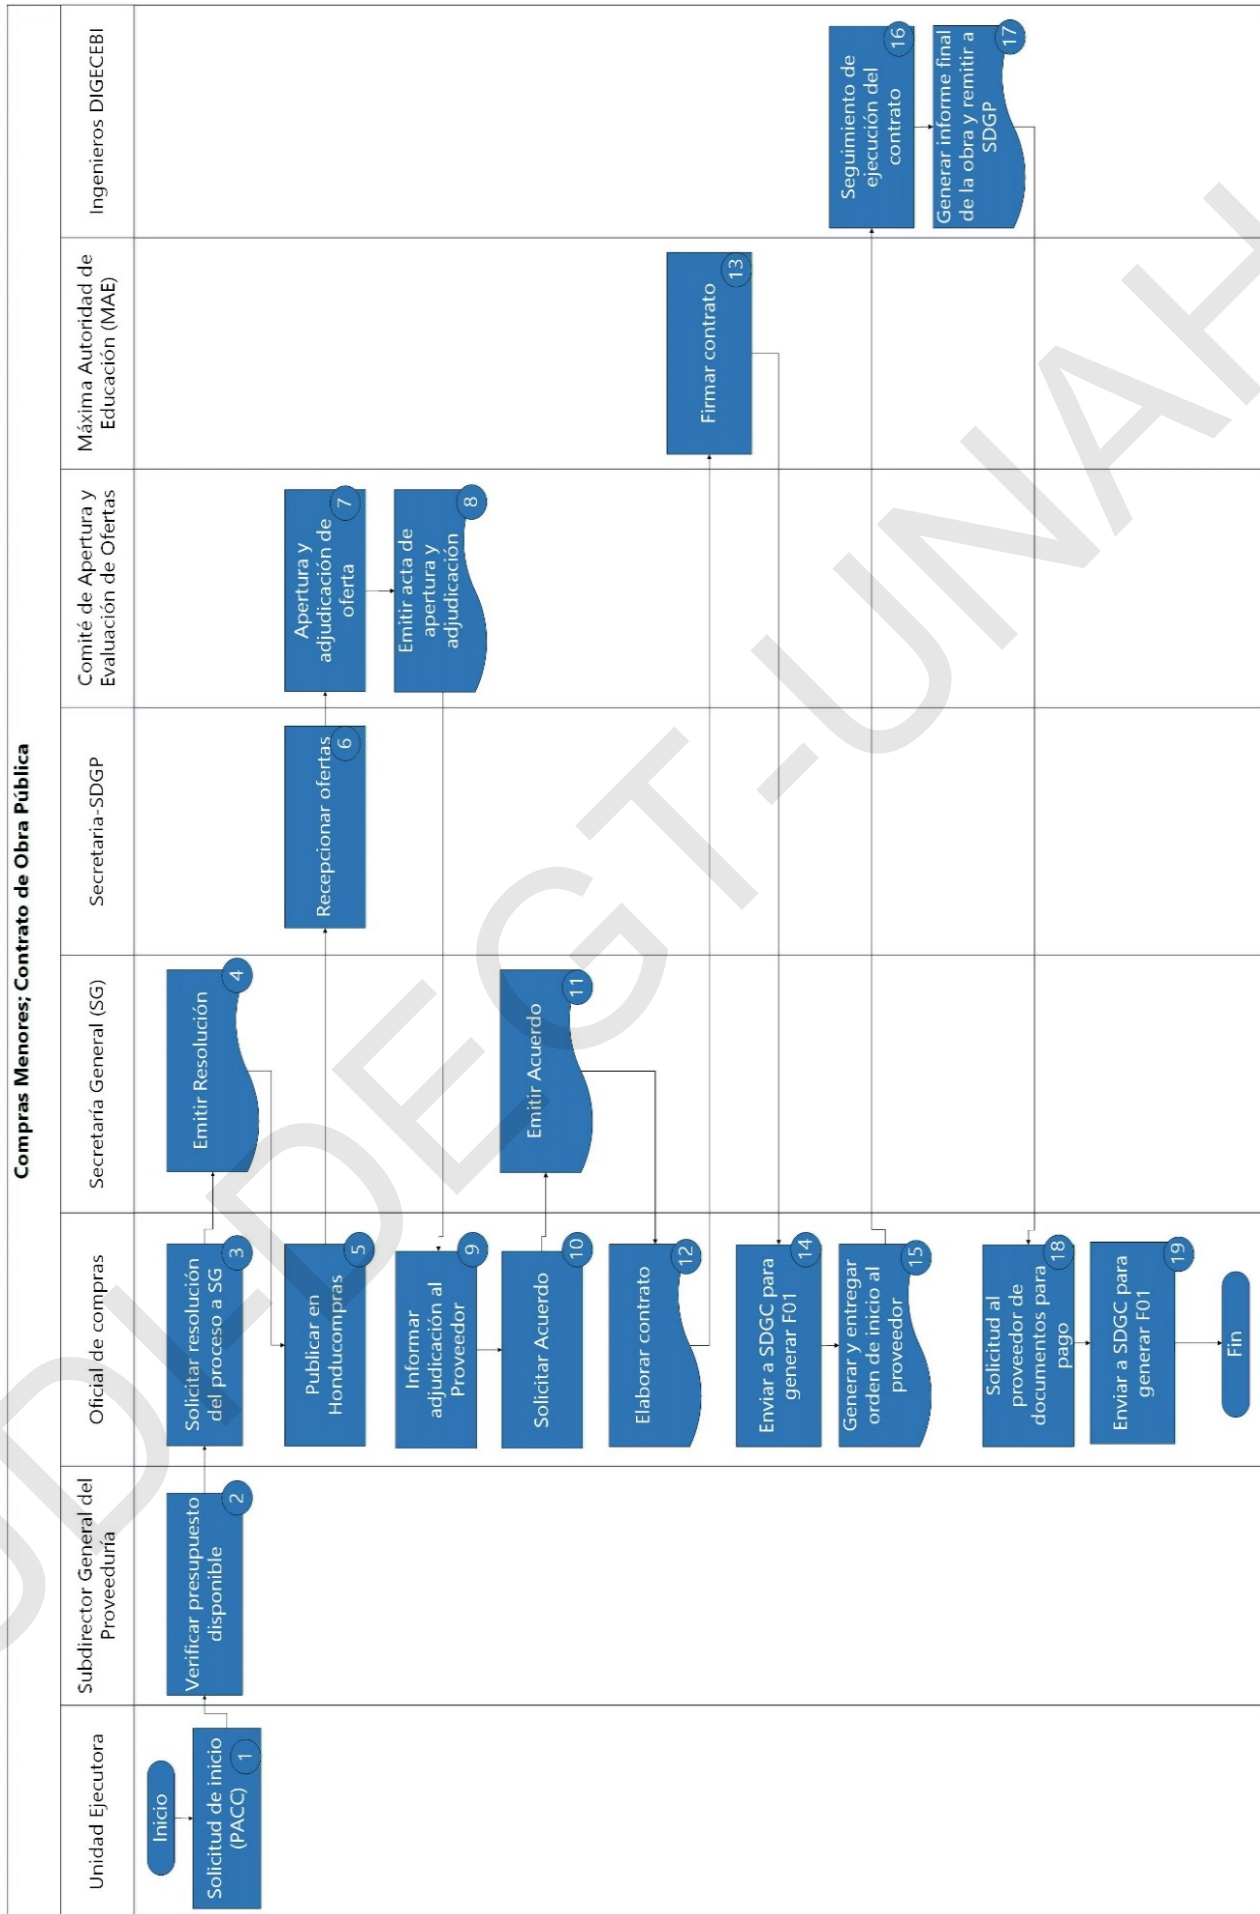 Compras Menores; Contrato de Obra Pública
Unidad Ejecutora
Subdirector General del
Proveeduría
Oficial de compras
Secretaría General (SG)
Secretaria-SDGP
Comité de Apertura y
Evaluación de Ofertas
Máxima Autoridad de
Educación (MAE)
Ingenieros DIGECEBI
Inicio
Solicitud de inicio
(PACC)
1
Verificar presupuesto
disponible
2
Solicitar resolución
del proceso a SG
3
Emitir Resolución
4
Publicar en
Honducompras
5
Recepcionar ofertas
6
Apertura y
adjudicación de
oferta
7
Emitir acta de
apertura y
adjudicación
8
Informar
adjudicación al
Proveedor
9
Solicitar Acuerdo
10
Emitir Acuerdo
11
Elaborar contrato
12
Firmar contrato
13
Enviar a SDGC para
generar F01
14
Generar y entregar
orden de inicio al
proveedor
15
Seguimiento de
ejecución del
contrato
16
Generar informe final
de la obra y remitir a
SDGP
17
Solicitud al
proveedor de
documentos para
pago
18
Enviar a SDGC para
generar F01
19
Fin
UDI-DEGT-UNAH